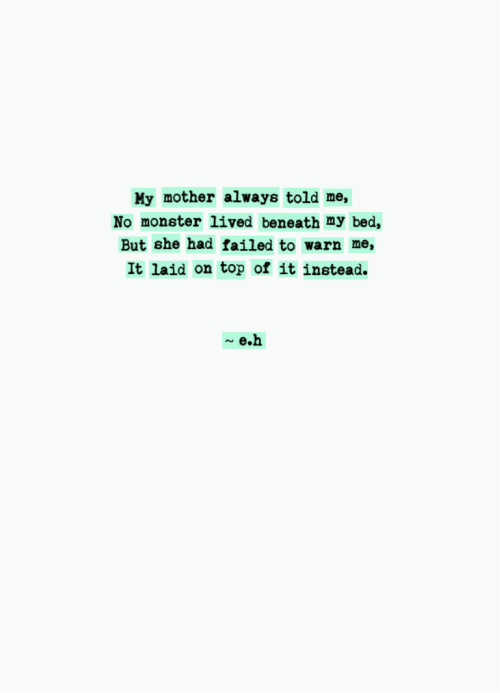 My mother always told me,
No monster lived beneath my bed,
But she had failed to warn me,
It laid on top of it instead.
~ e.h